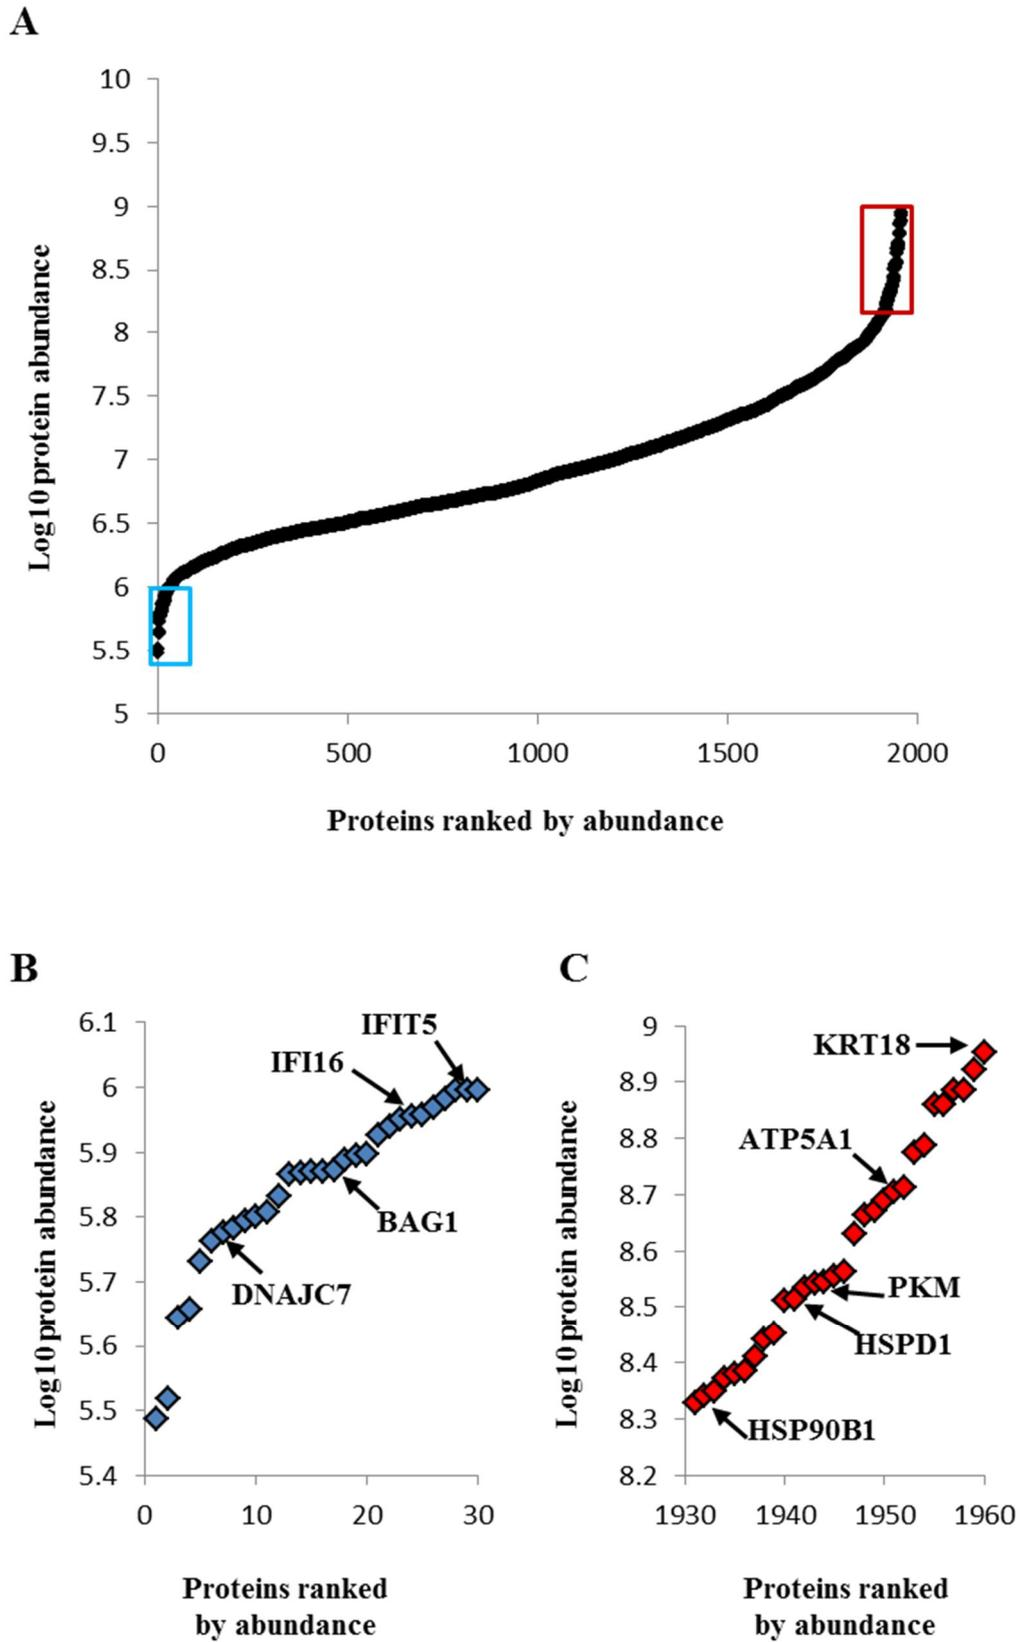 A
10
9.5
9
8.5
8
7.5
7
6.5
6
5.5
5
Log10 protein abundance
0 500 1000 1500 2000
Proteins ranked by abundance
B
6.1
6
5.9
5.8
5.7
5.6
5.5
5.4
Log10 protein abundance
IFIT5
IFI16
BAG1
DNAJC7
0 10 20 30
Proteins ranked
by abundance
C
9
8.9
8.8
8.7
8.6
8.5
8.4
8.3
8.2
Log10 protein abundance
KRT18
ATP5A1
PKM
HSPD1
HSP90B1
1930 1940 1950 1960
Proteins ranked
by abundance